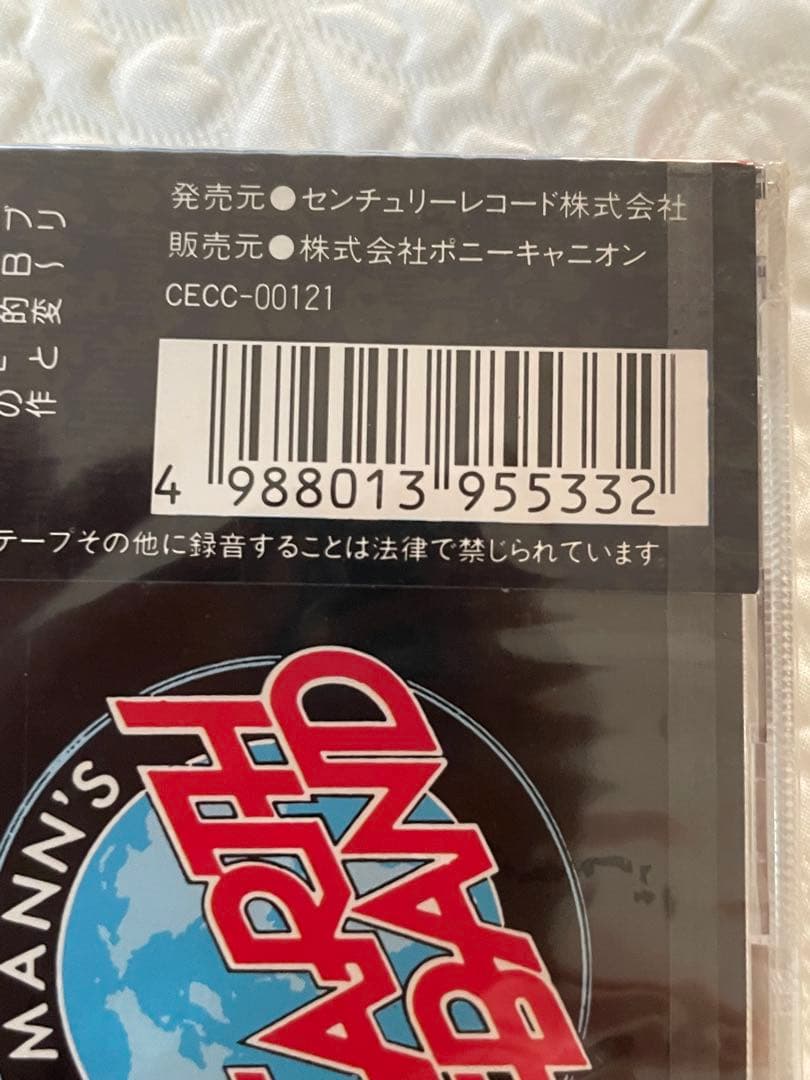 発売元●センチュリーレコード株式会社
販売元●株式会社ポニーキャニオン
CECC-00121
4 988013 955332
テープその他に録音することは法律で禁じられています
MANN'S
EARTH
BAND